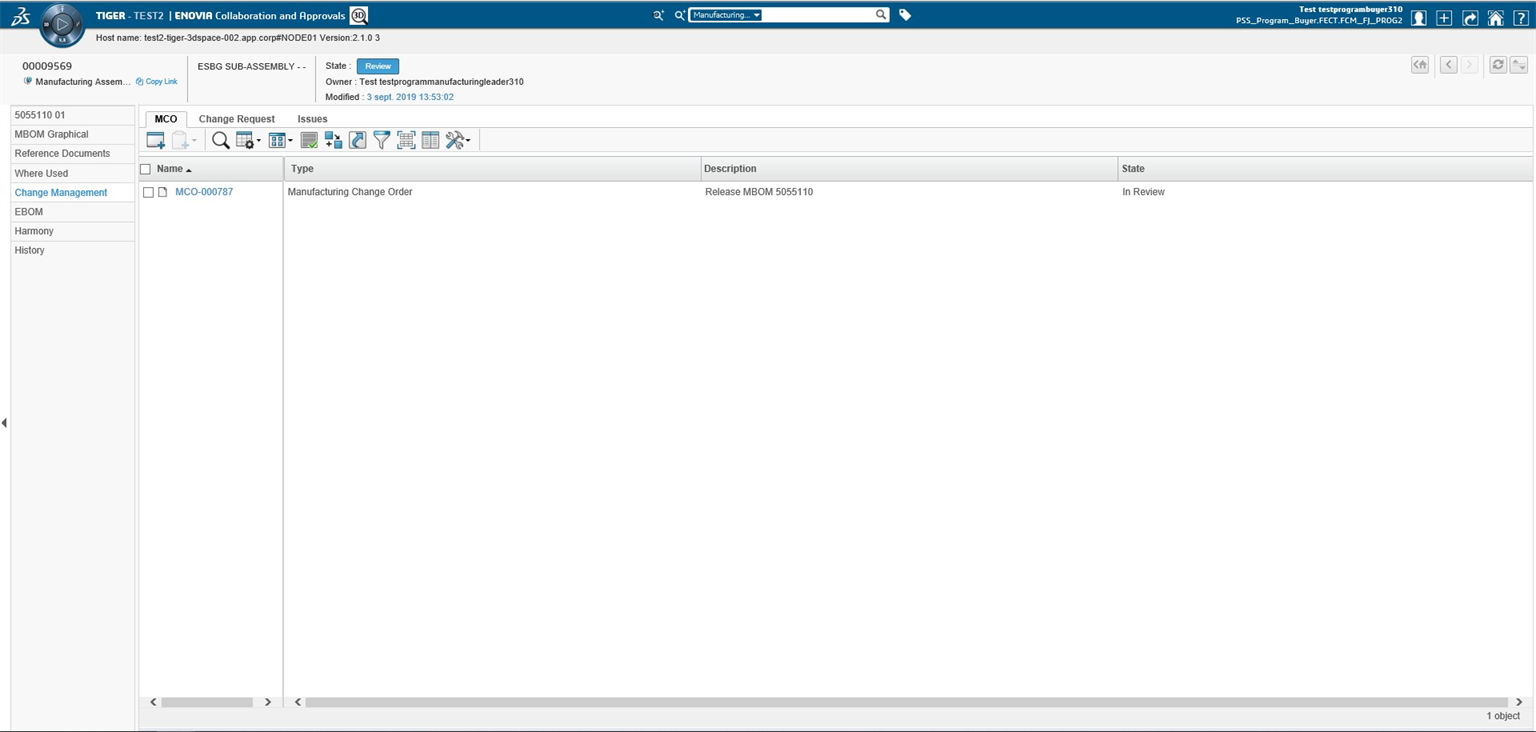 TIGER - TEST2 | ENOVIA Collaboration and Approvals 3D
Manufacturing...
Test testprogrambuyer310
PSS_Program_Buyer.FECT.FCM_FJ_PROG2
Host name: test2-tiger-3dspace-002.app.corp#NODE01 Version:2.1.0 3
00009569
Manufacturing Assem... Copy Link
ESBG SUB-ASSEMBLY - -
State : Review
Owner : Test testprogrammanufacturingleader310
Modified : 3 sept. 2019 13:53:02
5055110 01
MBOM Graphical
Reference Documents
Where Used
Change Management
EBOM
Harmony
History
MCO Change Request Issues
Name Type Description State
MCO-000787 Manufacturing Change Order Release MBOM 5055110 In Review
1 object